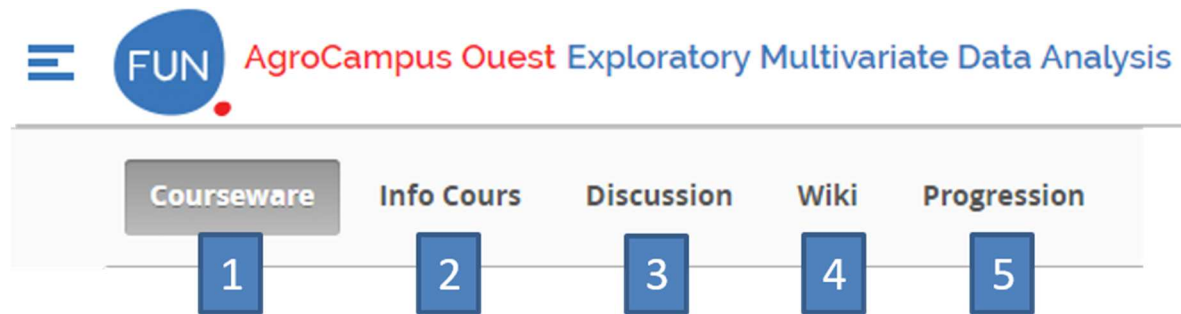 FUN AgroCampus Ouest Exploratory Multivariate Data Analysis
Courseware Info Cours Discussion Wiki Progression
1 2 3 4 5